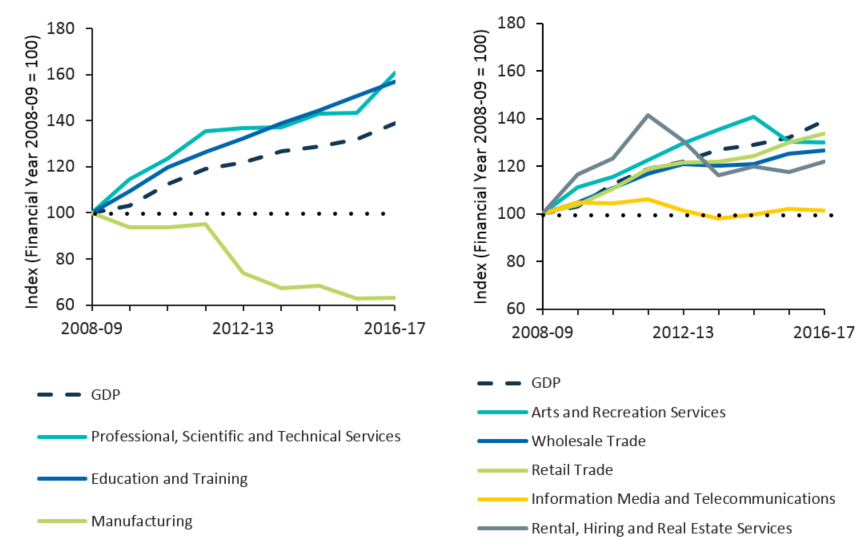 Index (Financial Year 2008-09 = 100)
180
160
140
120
100
80
60
2008-09 2012-13 2016-17
GDP
Professional, Scientific and Technical Services
Education and Training
Manufacturing
Index (Financial Year 2008-09 = 100)
180
160
140
120
100
80
60
2008-09 2012-13 2016-17
GDP
Arts and Recreation Services
Wholesale Trade
Retail Trade
Information Media and Telecommunications
Rental, Hiring and Real Estate Services